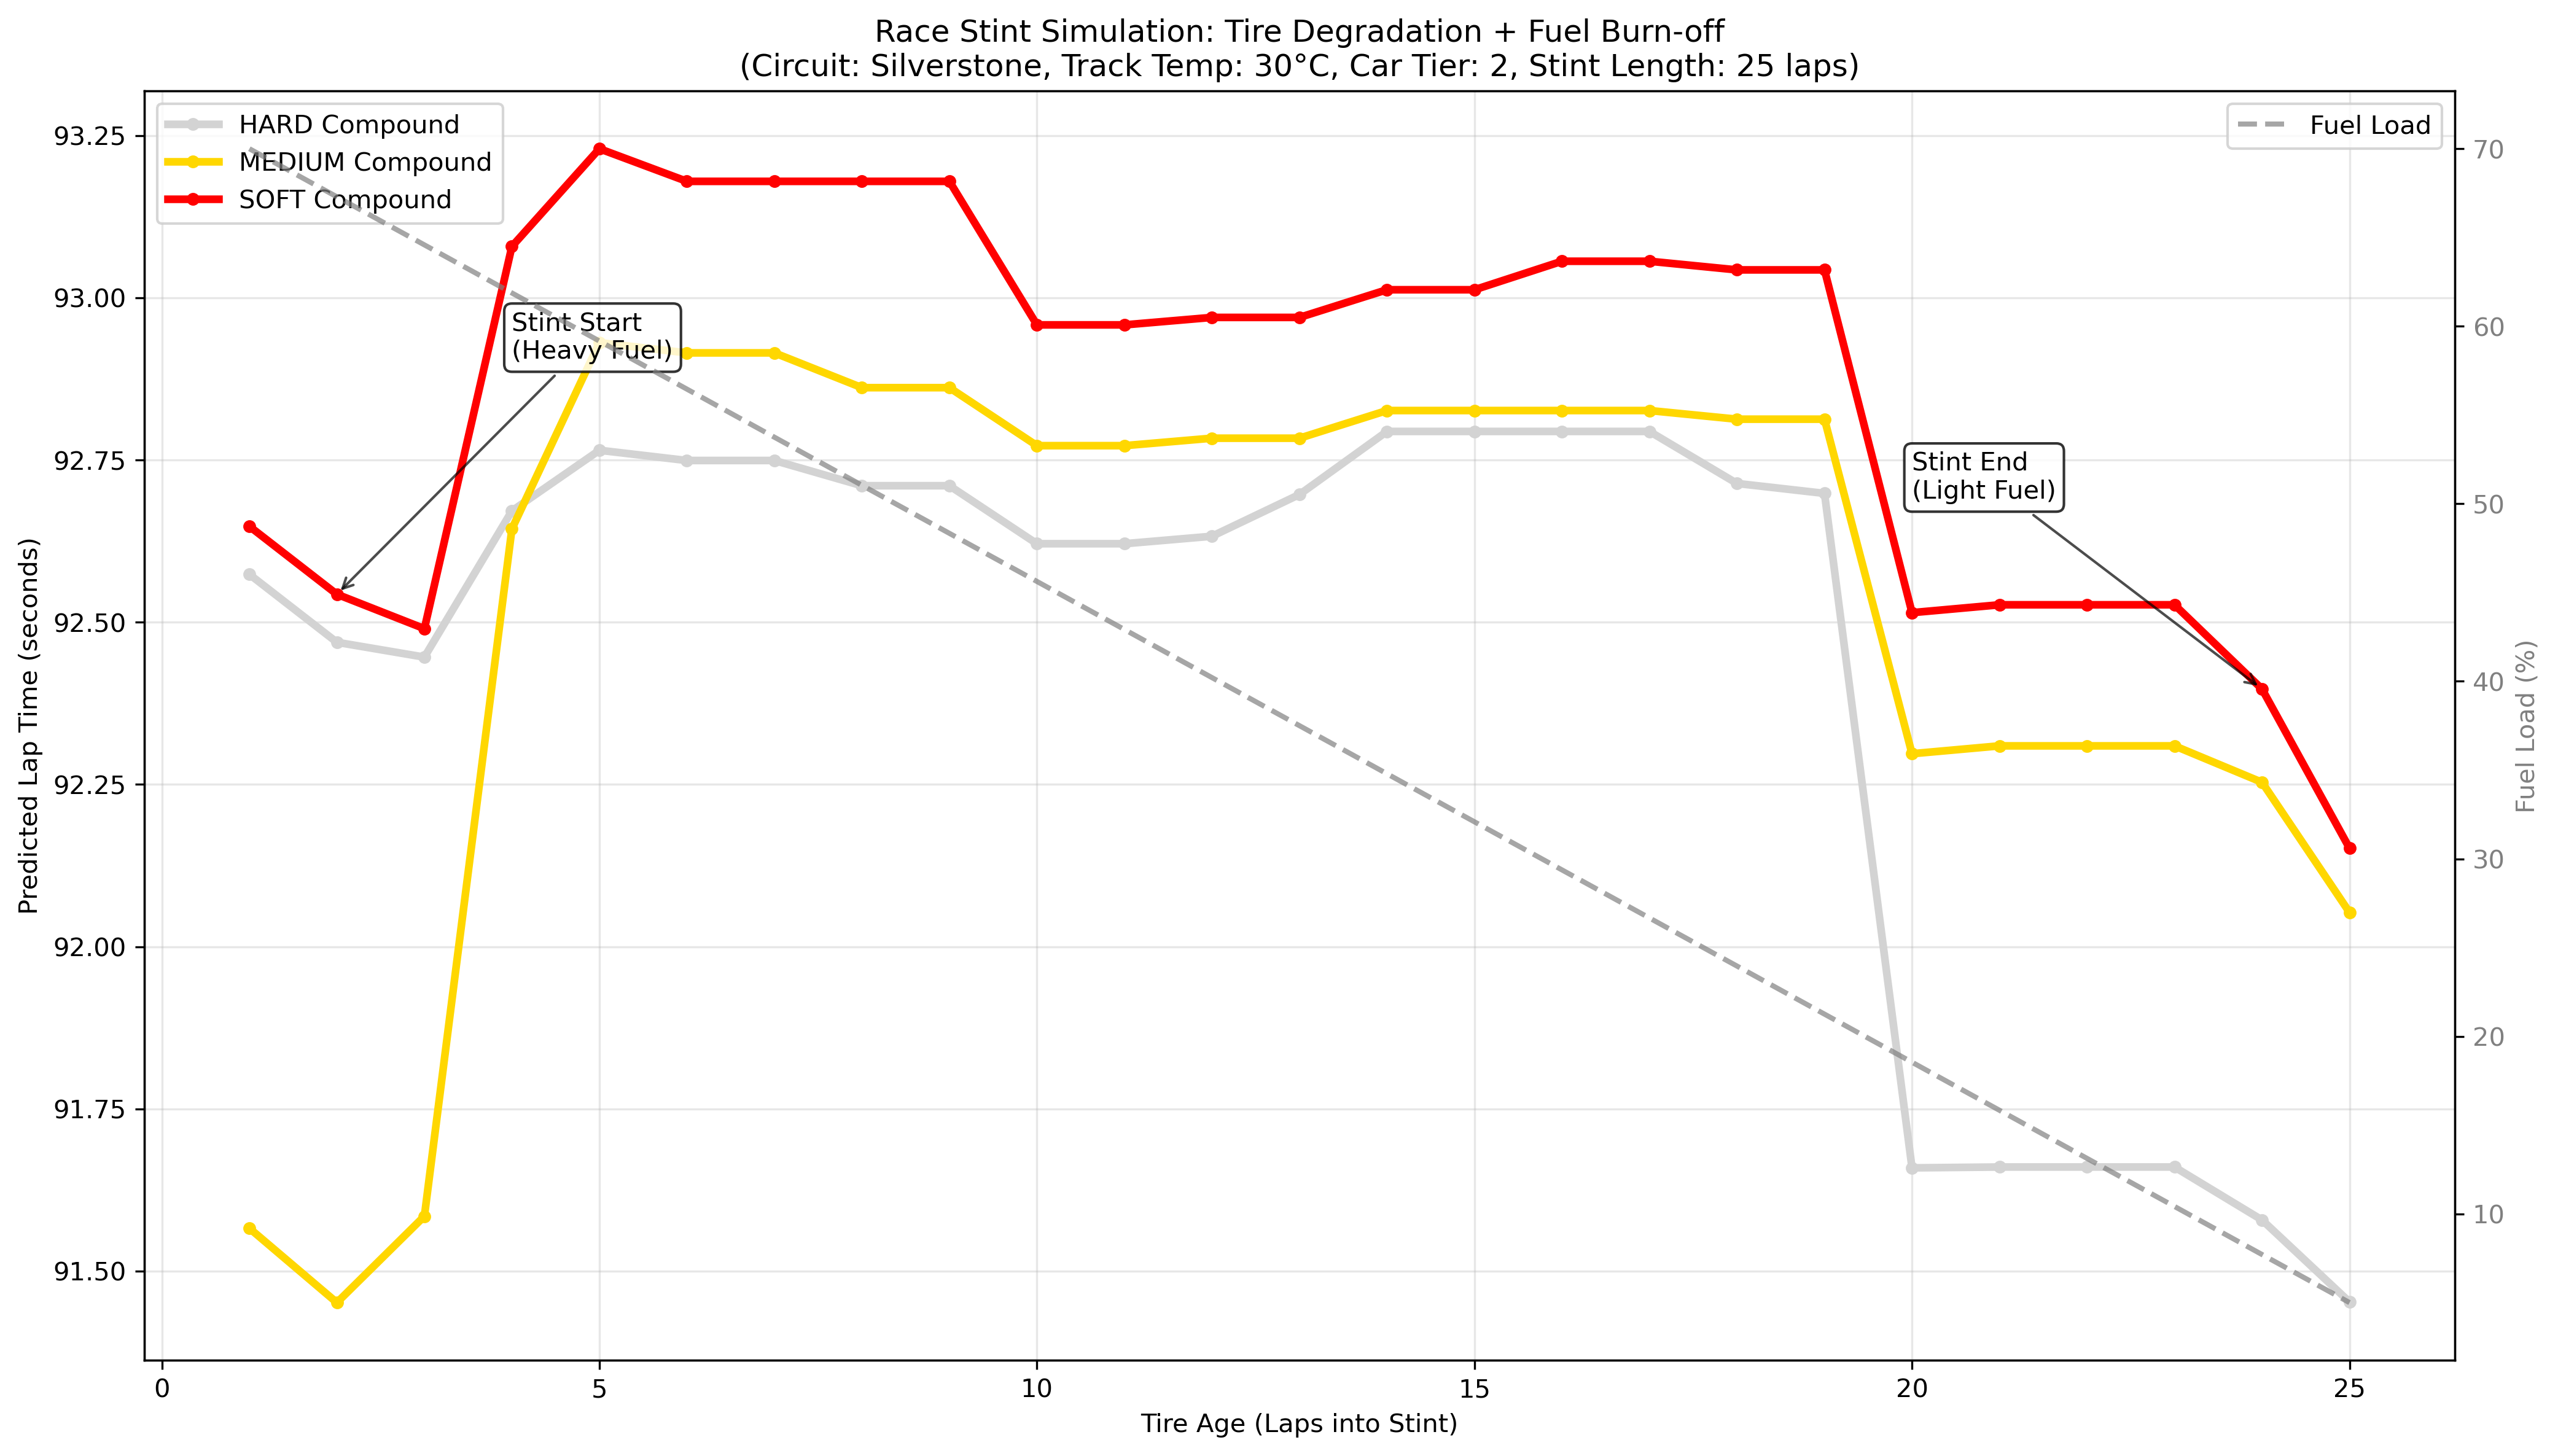 Race Stint Simulation: Tire Degradation + Fuel Burn-off
(Circuit: Silverstone, Track Temp: 30°C, Car Tier: 2, Stint Length: 25 laps)
HARD Compound
MEDIUM Compound
SOFT Compound
Fuel Load
Stint Start
(Heavy Fuel)
Stint End
(Light Fuel)
Predicted Lap Time (seconds)
93.25
93.00
92.75
92.50
92.25
92.00
91.75
91.50
Fuel Load (%)
70
60
50
40
30
20
10
0
5
10
15
20
25
Tire Age (Laps into Stint)